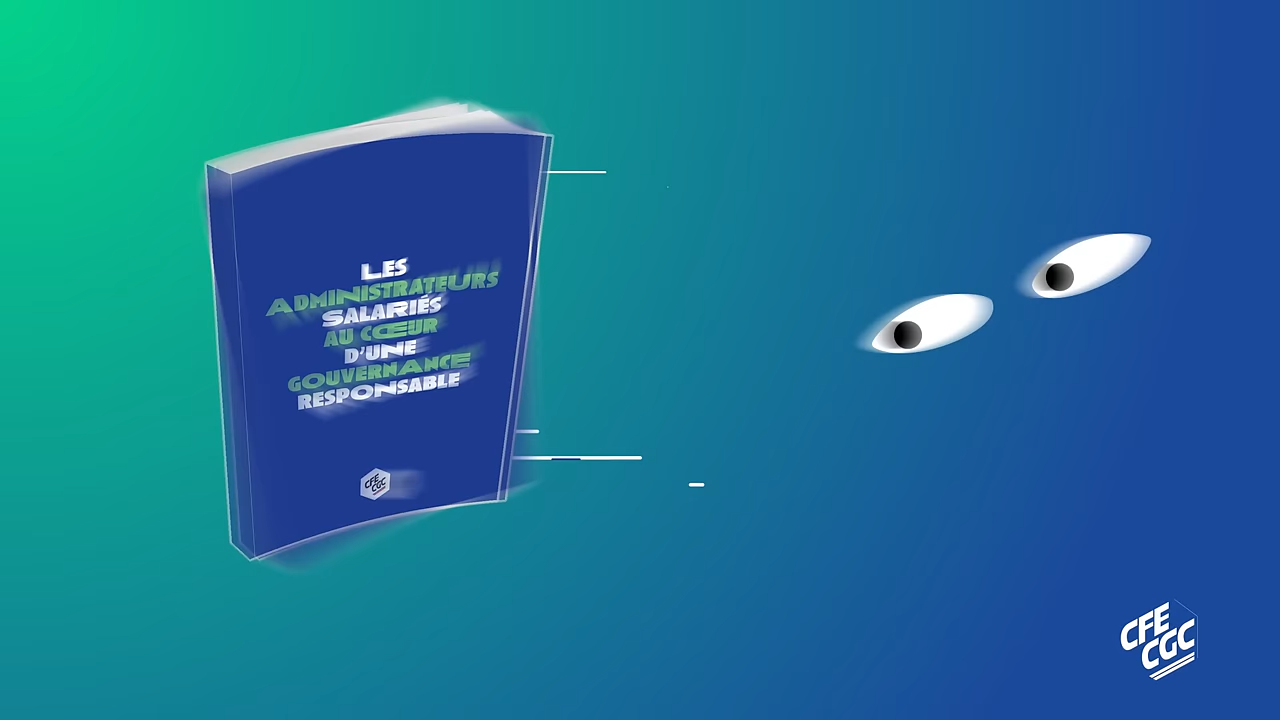 LES
ADMINISTRATEURS
SALARIÉS
AU CŒUR
D'UNE
GOUVERNANCE
RESPONSABLE
CFE
CGC
CFE
CGC